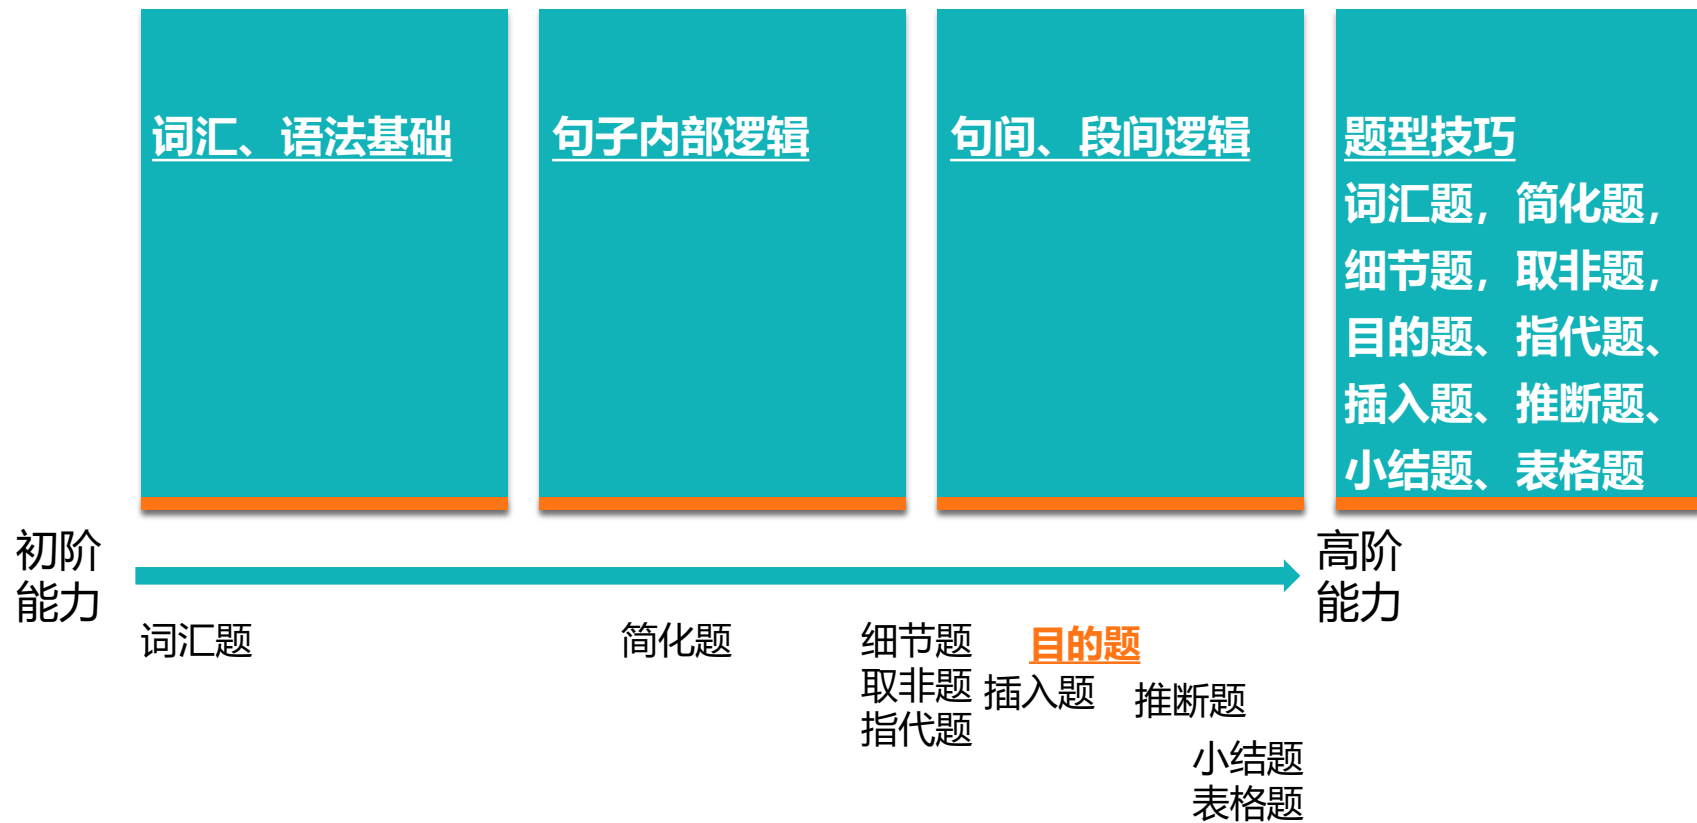 词汇、语法基础
句子内部逻辑
句间、段间逻辑
题型技巧
词汇题，简化题，
细节题，取非题，
目的题、指代题、
插入题、推断题、
小结题、表格题
初阶
能力
高阶
能力
词汇题
简化题
细节题
取非题
指代题
目的题
插入题
推断题
小结题
表格题